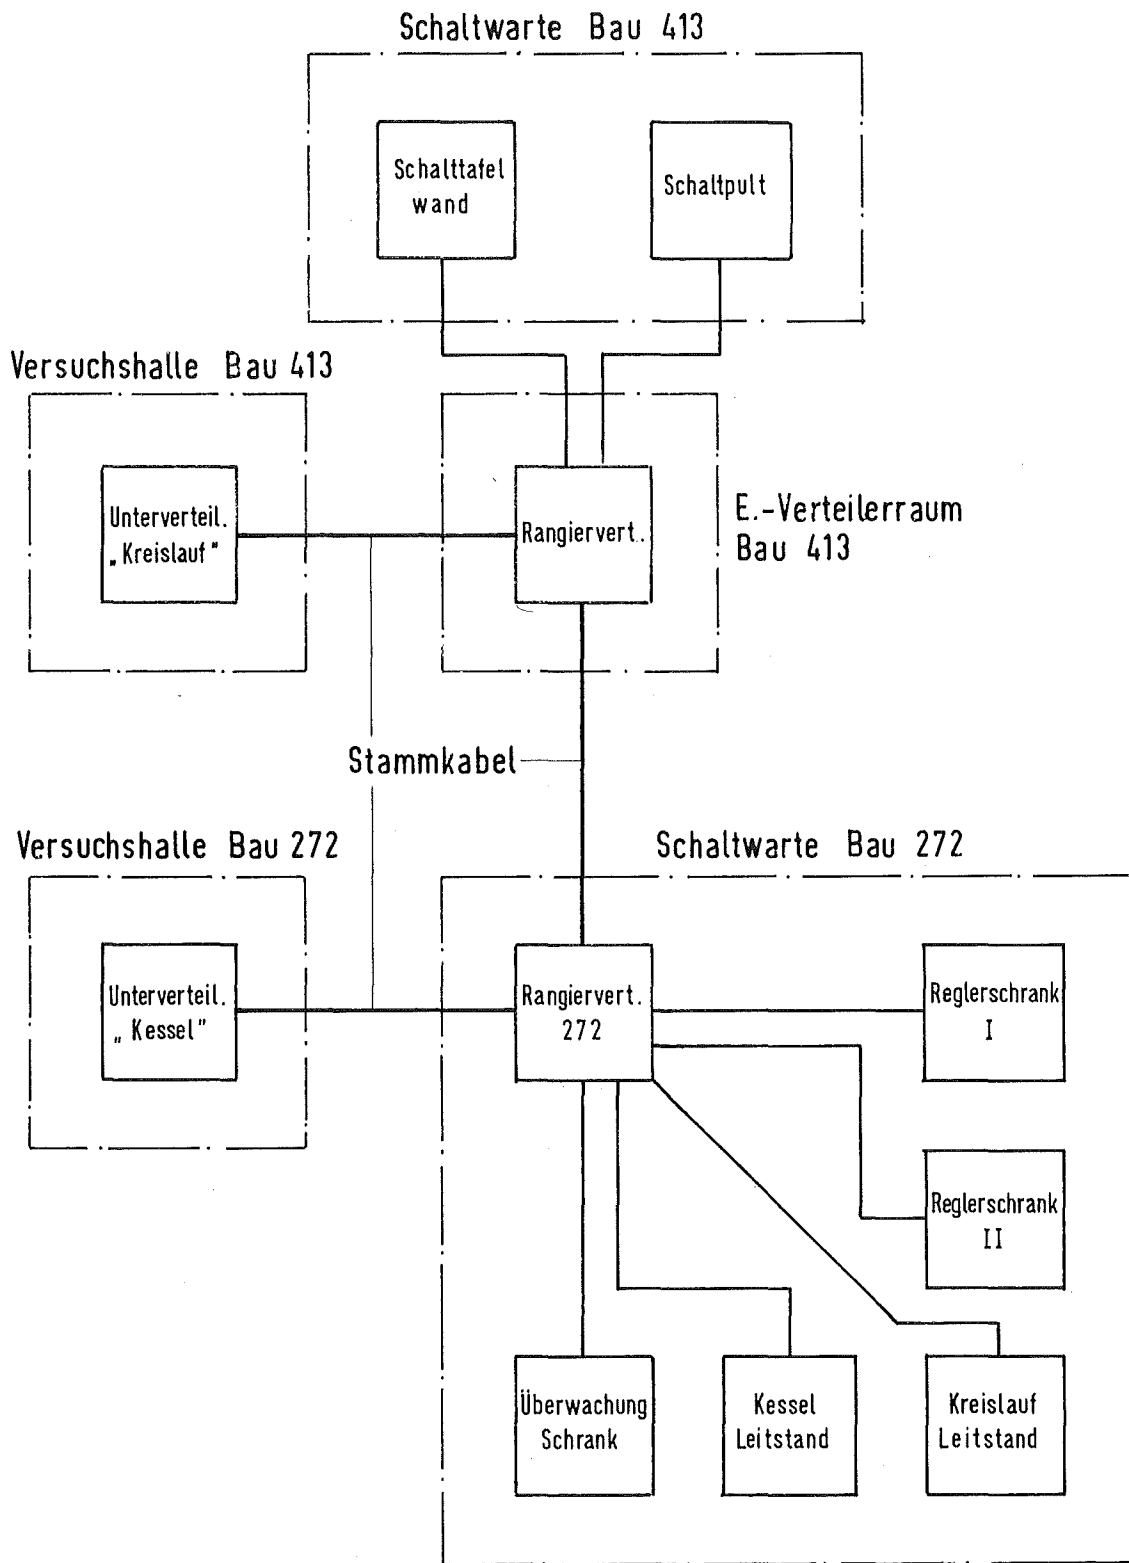 Schaltwarte Bau 413
Schalttafel
wand
Schaltpult
Versuchshalle Bau 413
Unterverteil.
„Kreislauf"
Rangiervert..
E.-Verteilerraum
Bau 413
Stammkabel
Versuchshalle Bau 272
Schaltwarte Bau 272
Unterverteil.
„Kessel"
Rangiervert.
272
Reglerschrank
I
Reglerschrank
II
Überwachung
Schrank
Kessel
Leitstand
Kreislauf
Leitstand